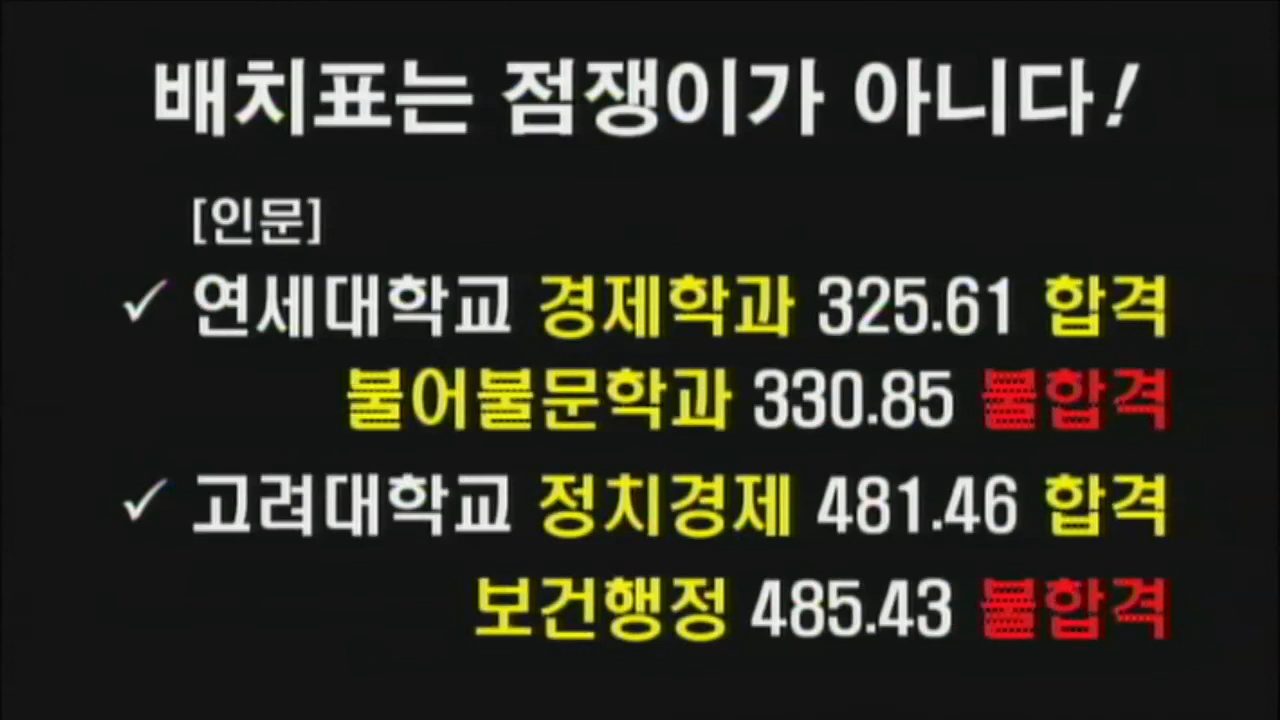 배치표는 점쟁이가 아니다!
[인문]
✓ 연세대학교 경제학과 325.61 합격
불어불문학과 330.85 불합격
✓ 고려대학교 정치경제 481.46 합격
보건행정 485.43 불합격